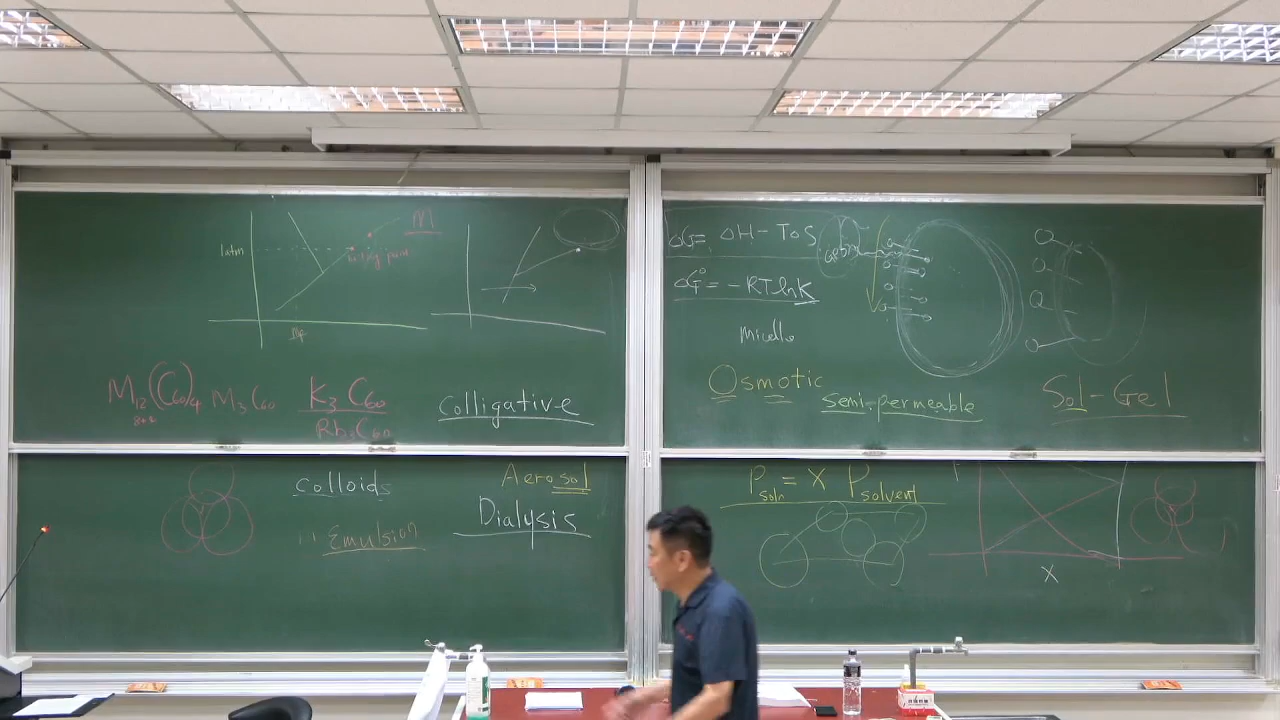 1atm
M
M₁₂(C₆₀)₄ M₃C₆₀ K₃C₆₀
Rb₃C₆₀
Colligative
Colloids
Emulsion
Aerosol
Dialysis
ΔG = ΔH - TΔS
ΔG° = -RTlnK
Micelle
Osmotic
semi-permeable
Sol-Gel
Psoln = X Psolvent
P
X